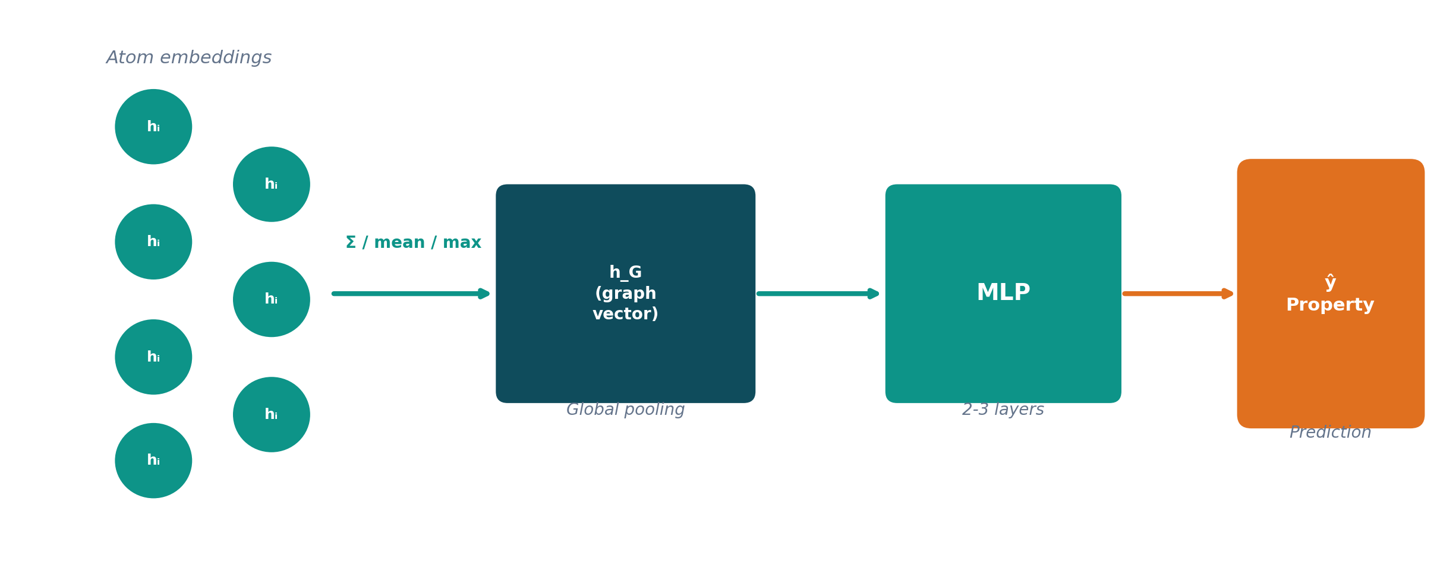 Atom embeddings
hᵢ
hᵢ
hᵢ
hᵢ
hᵢ
hᵢ
hᵢ
Σ / mean / max
h_G
(graph
vector)
Global pooling
MLP
2-3 layers
ŷ
Property
Prediction